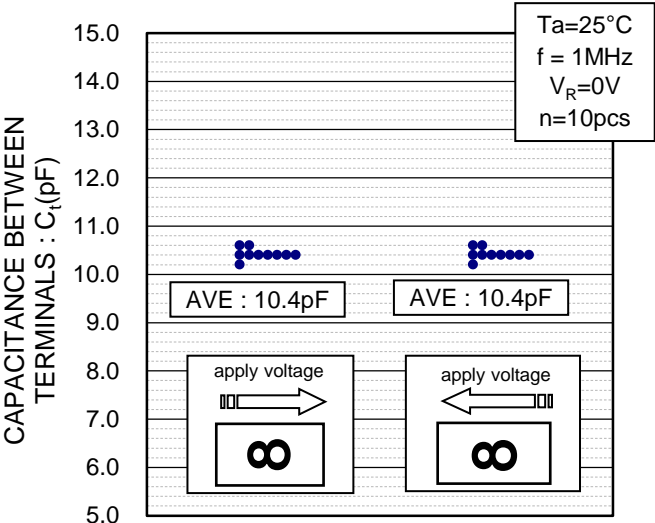 Ta=25°C
f = 1MHz
V_R=0V
n=10pcs
CAPACITANCE BETWEEN
TERMINALS : C_t(pF)
15.0
14.0
13.0
12.0
11.0
10.0
9.0
8.0
7.0
6.0
5.0
AVE : 10.4pF
AVE : 10.4pF
apply voltage
8
apply voltage
8